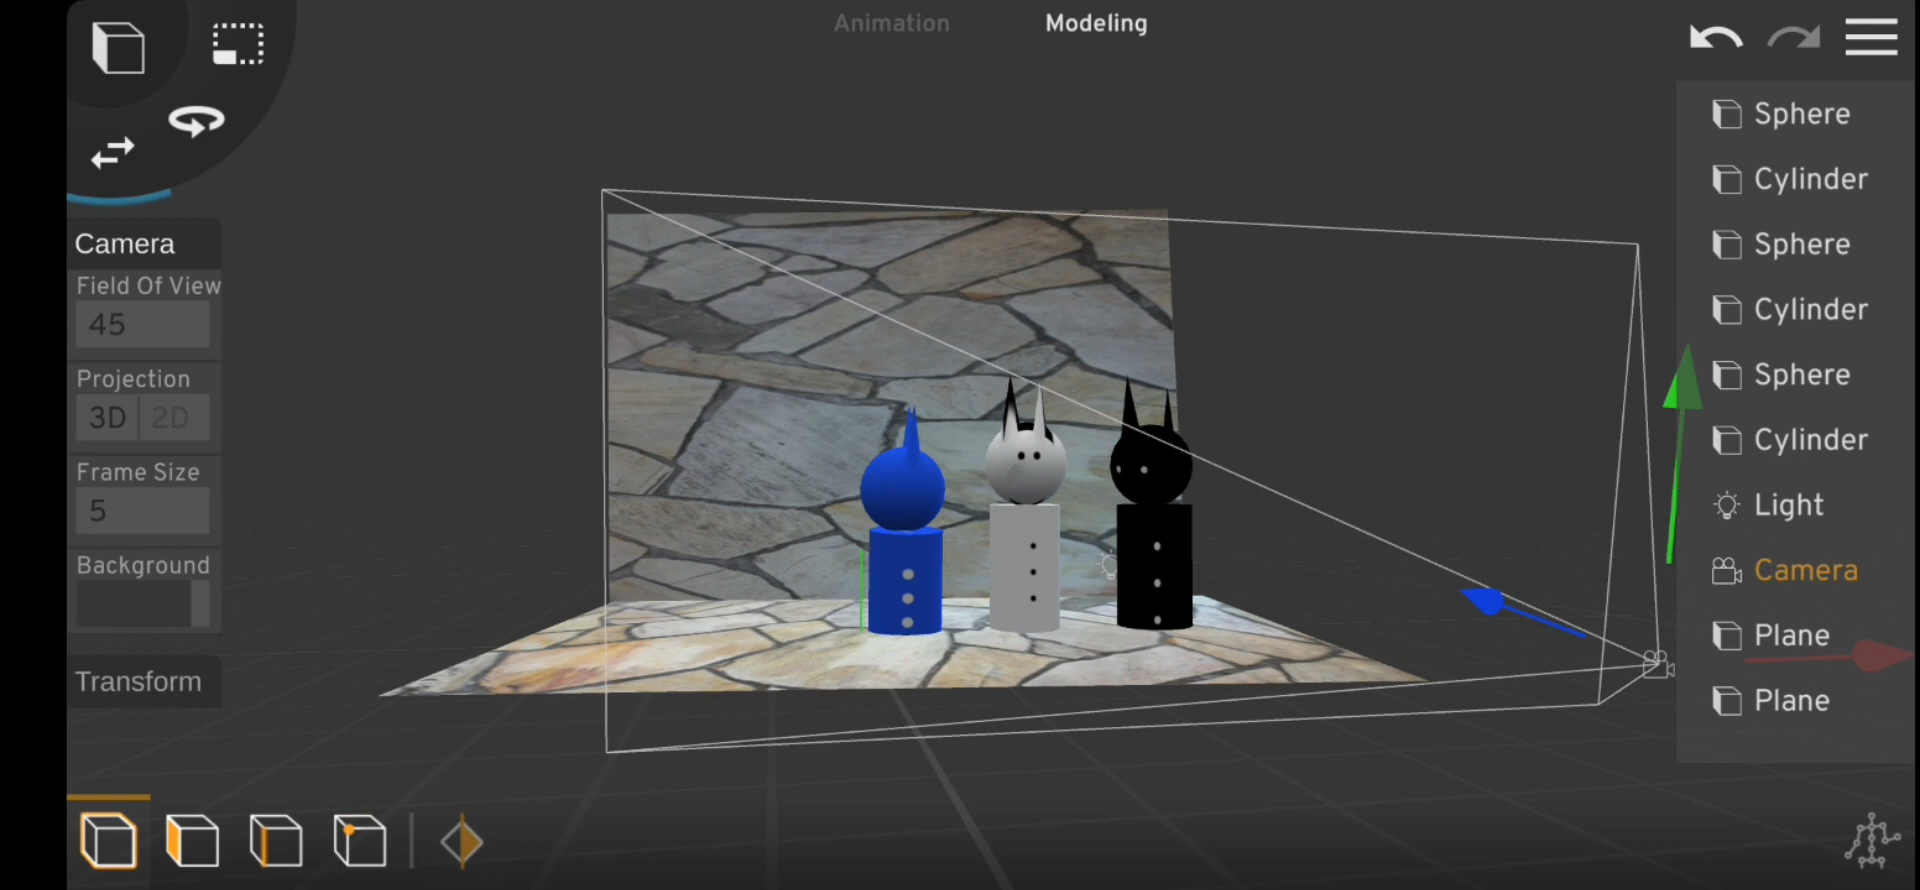 Animation
Modeling
Camera
Field Of View
45
Projection
3D 2D
Frame Size
5
Background
Transform
Sphere
Cylinder
Sphere
Cylinder
Sphere
Cylinder
Light
Camera
Plane
Plane